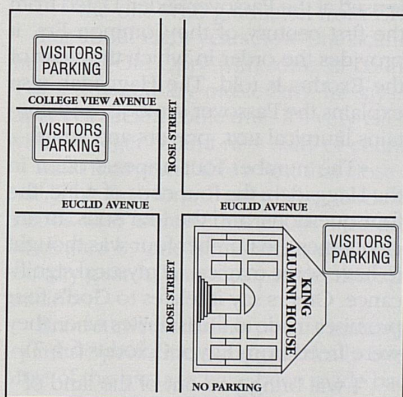 VISITORS
PARKING
COLLEGE VIEW AVENUE
VISITORS
PARKING
ROSE STREET
EUCLID AVENUE
EUCLID AVENUE
ROSE STREET
KING
ALUMNI HOUSE
VISITORS
PARKING
NO PARKING